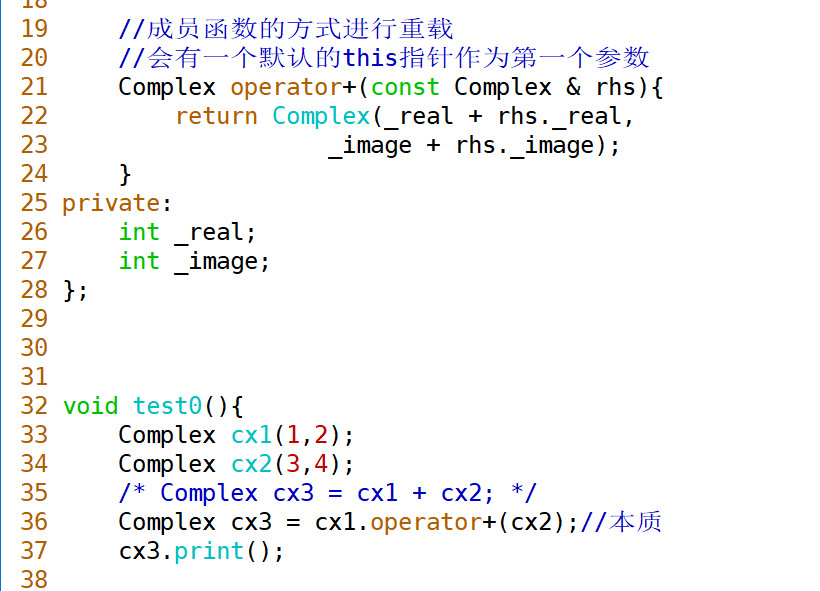 18
19     //成员函数的方式进行重载
20     //会有一个默认的this指针作为第一个参数
21     Complex operator+(const Complex & rhs){
22         return Complex(_real + rhs._real,
23                    _image + rhs._image);
24     }
25 private:
26     int _real;
27     int _image;
28 };
29
30
31
32 void test0(){
33     Complex cx1(1,2);
34     Complex cx2(3,4);
35     /* Complex cx3 = cx1 + cx2; */
36     Complex cx3 = cx1.operator+(cx2);//本质
37     cx3.print();
38